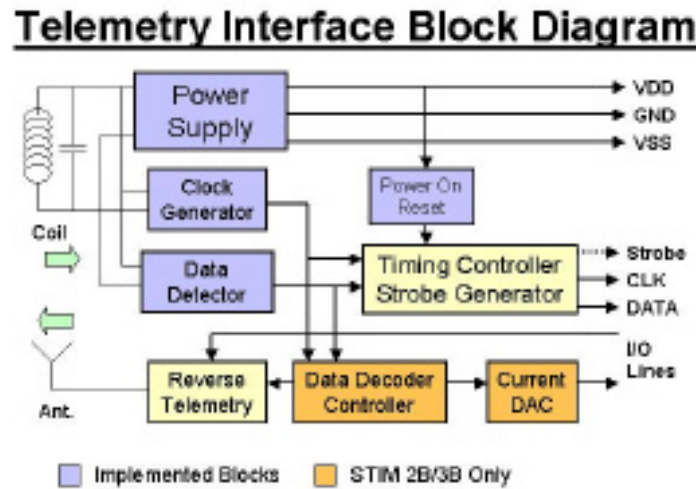 Telemetry Interface Block Diagram
Power
Supply
VDD
GND
VSS
Clock
Generator
Power On
Reset
Coil
Data
Detector
Timing Controller
Strobe Generator
Strobe
CLK
DATA
I/O
Lines
Ant.
Reverse
Telemetry
Data Decoder
Controller
Current
DAC
Implemented Blocks
STIM 2B/3B Only